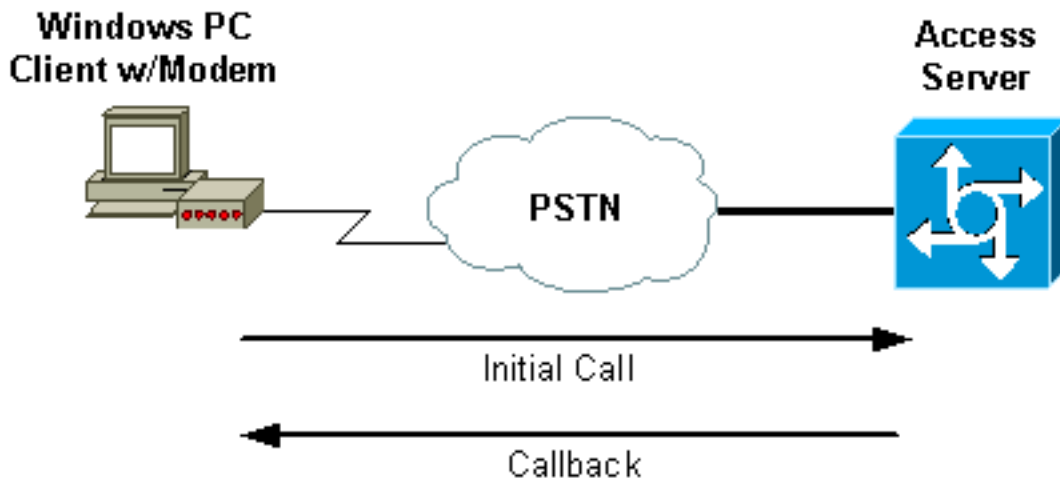 Windows PC
Client w/Modem
Access
Server
PSTN
Initial Call
Callback